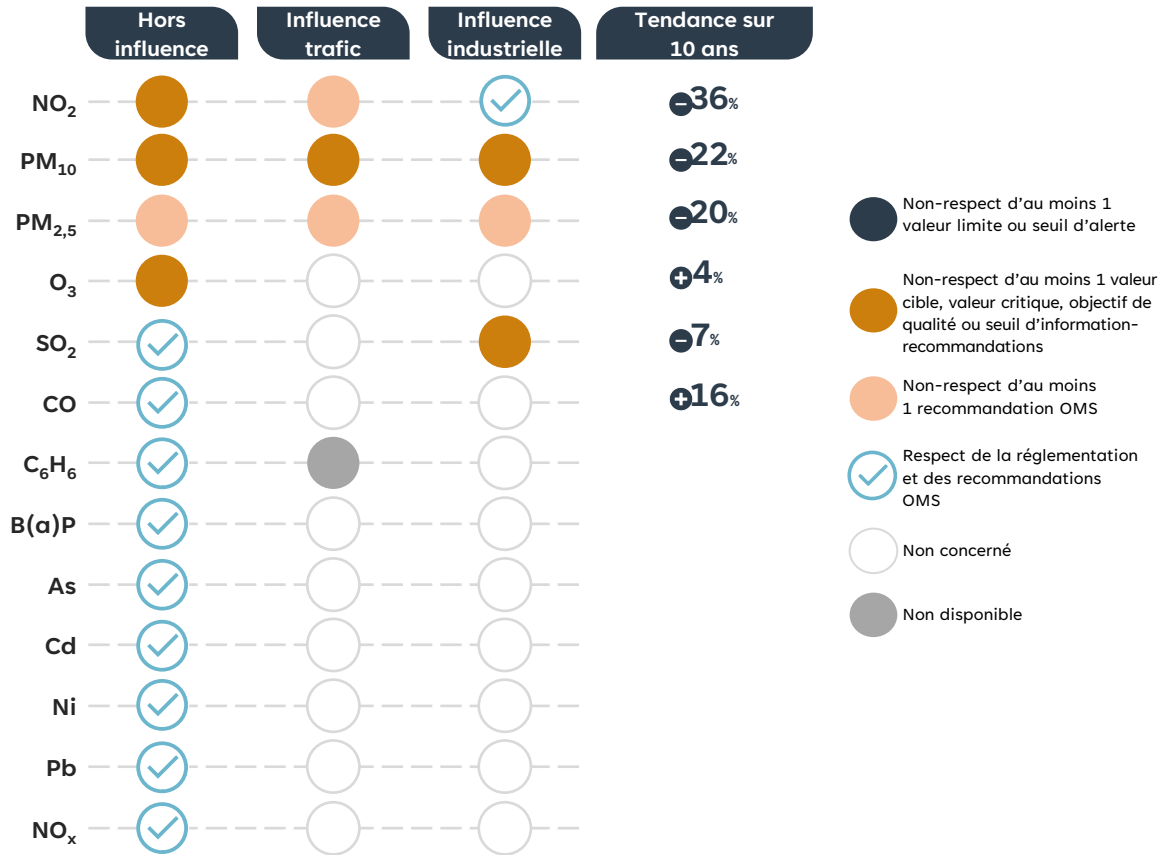 Hors
influence
Influence
trafic
Influence
industrielle
Tendance sur
10 ans
NO₂
-36%
PM₁₀
-22%
PM₂,₅
-20%
O₃
+4%
SO₂
-7%
CO
+16%
C₆H₆
B(a)P
As
Cd
Ni
Pb
NOₓ
Non-respect d'au moins 1
valeur limite ou seuil d'alerte
Non-respect d'au moins 1 valeur
cible, valeur critique, objectif de
qualité ou seuil d'information-
recommandations
Non-respect d'au moins
1 recommandation OMS
Respect de la réglementation
et des recommandations
OMS
Non concerné
Non disponible